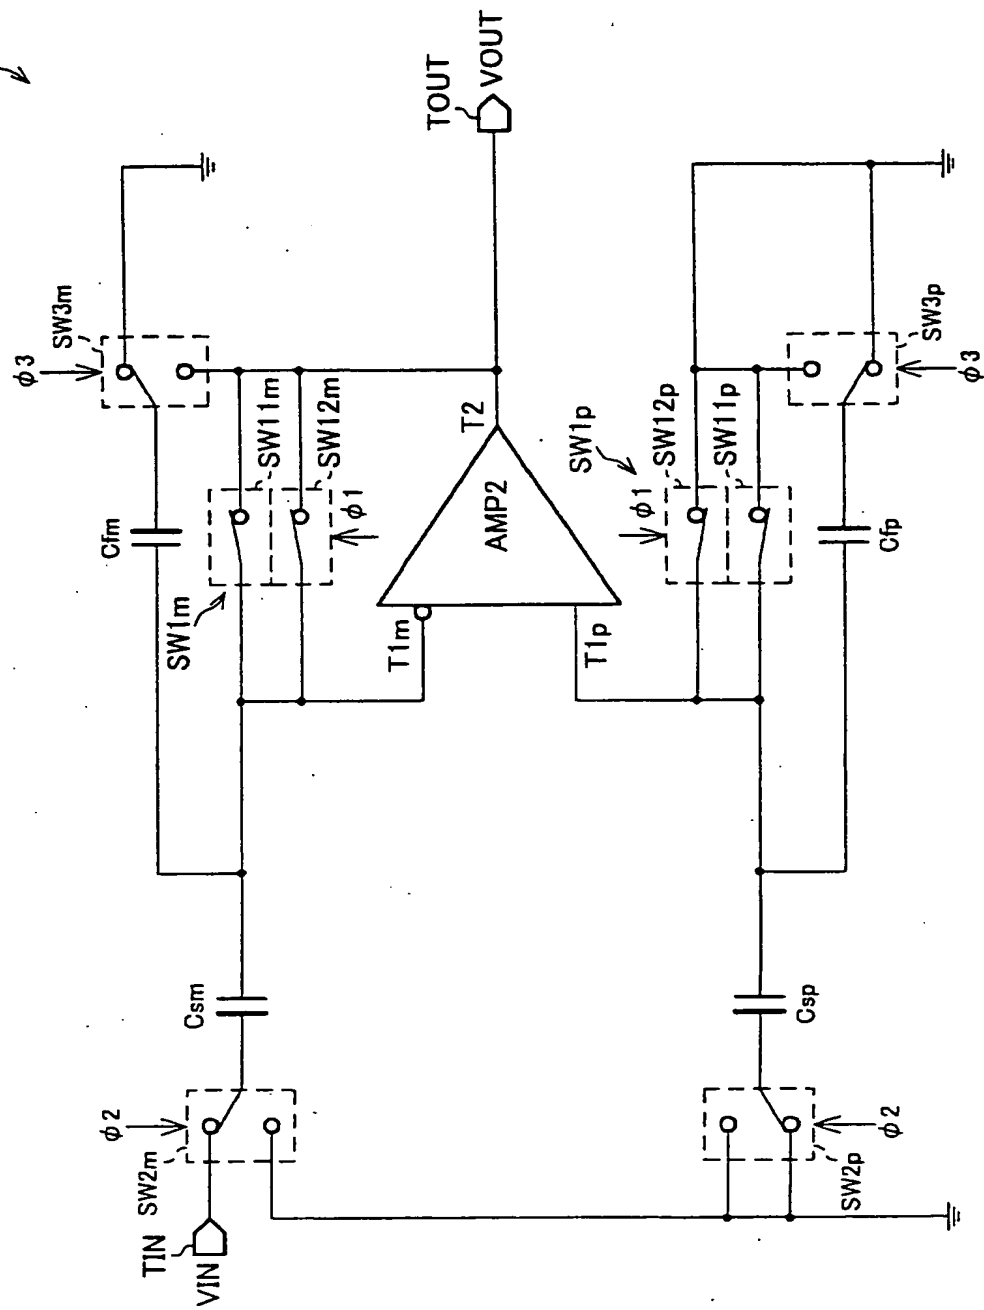 TIN
VIN
SW2m
φ2
Csm
Cfm
SW1m
SW11m
SW12m
φ1
φ3
SW3m
T1m
T1p
AMP2
T2
TOUT
VOUT
SW1p
φ1
SW12p
SW11p
Csp
Cfp
SW2p
φ2
SW3p
φ3